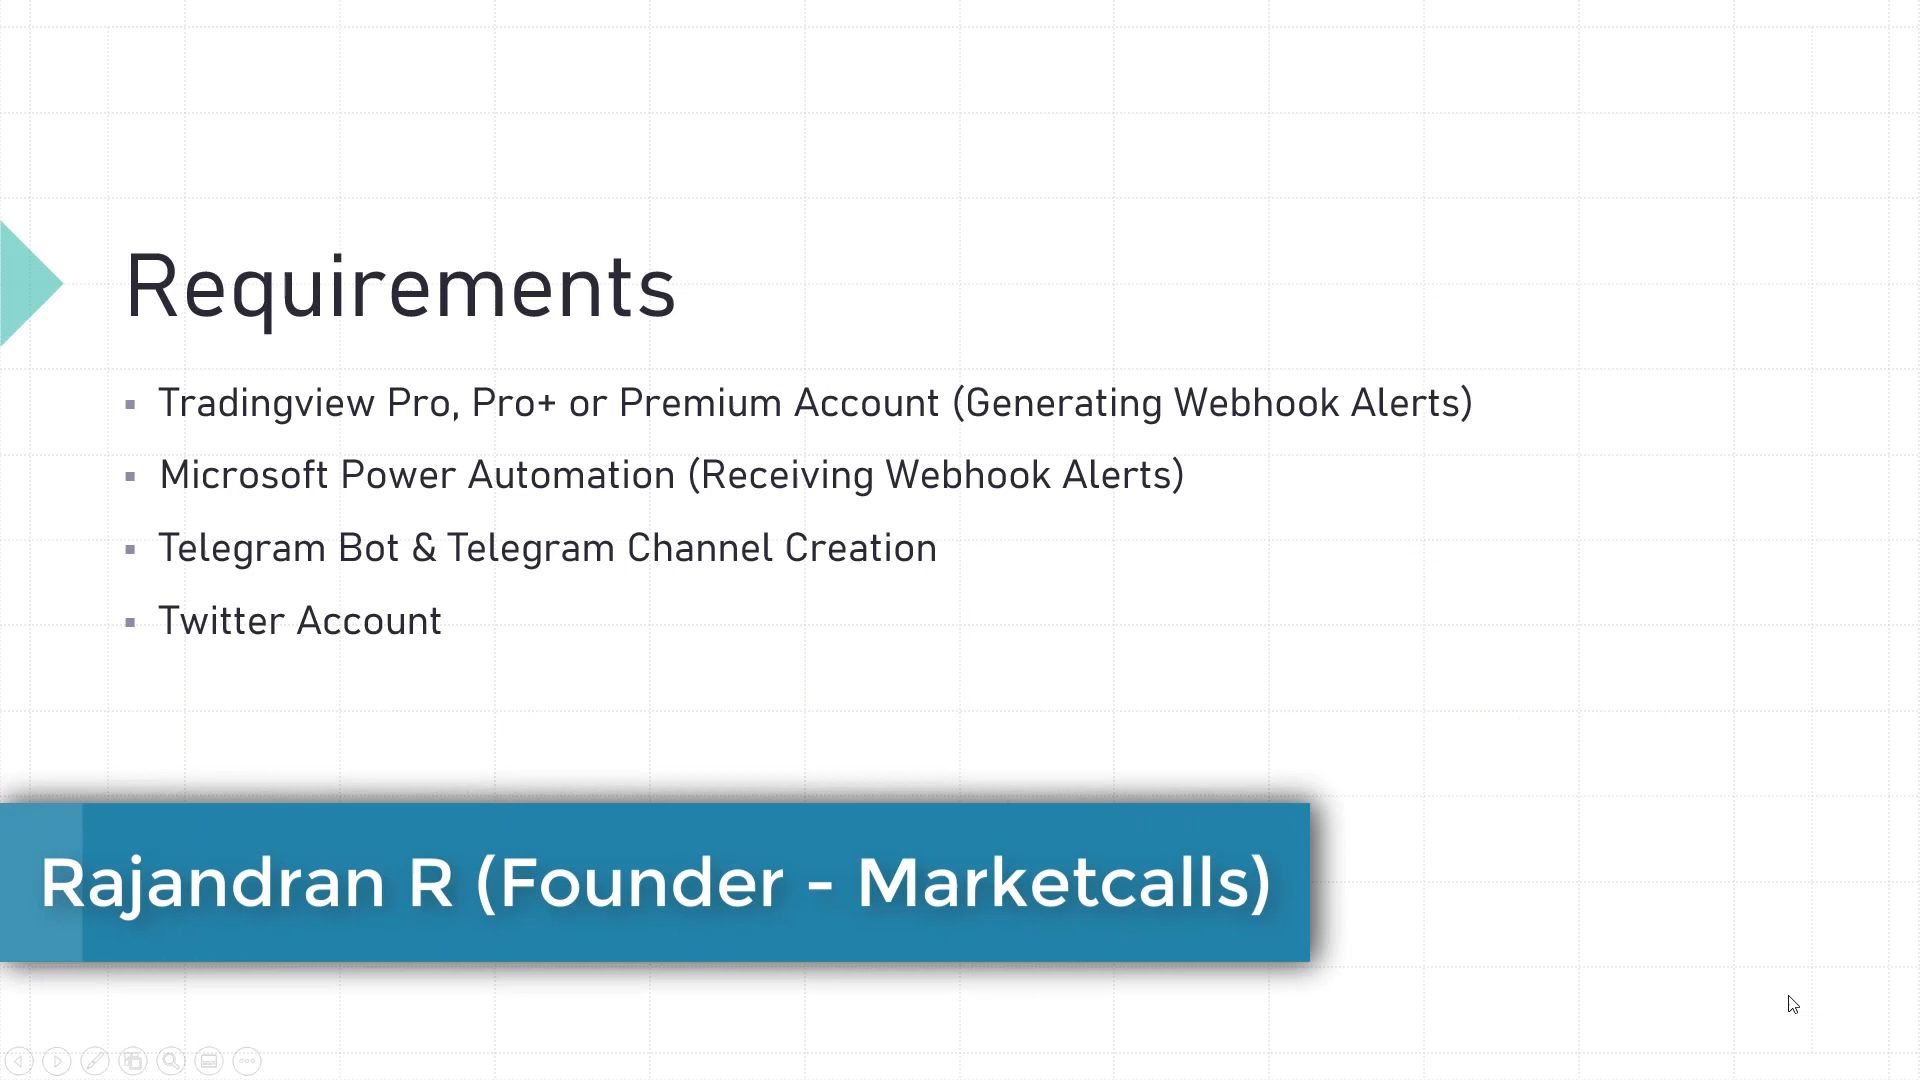 Requirements
▪ Tradingview Pro, Pro+ or Premium Account (Generating Webhook Alerts)
▪ Microsoft Power Automation (Receiving Webhook Alerts)
▪ Telegram Bot & Telegram Channel Creation
▪ Twitter Account
Rajandran R (Founder - Marketcalls)